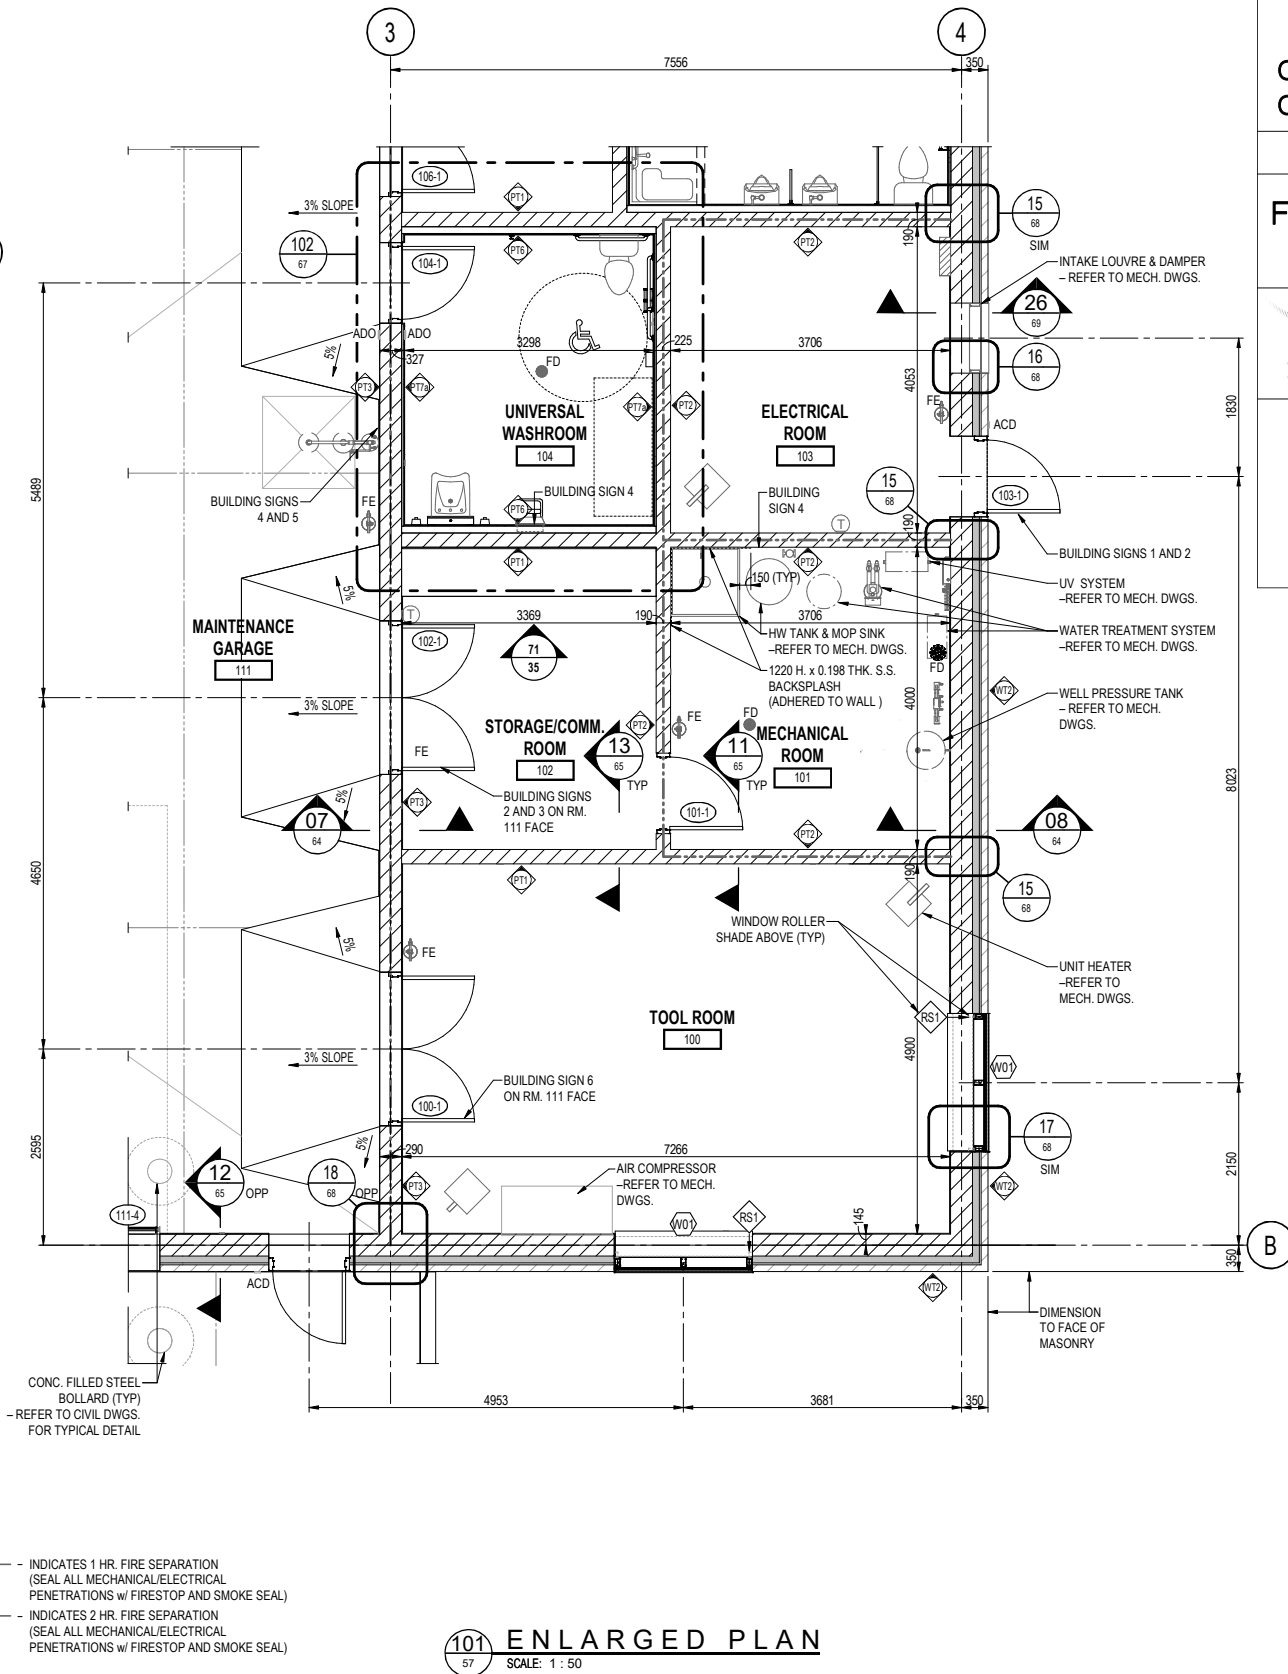 3
4
7556
350
C
C
F
106-1
PT1
3% SLOPE
102
67
104-1
PT6
PT2
190
15
68
SIM
INTAKE LOUVRE & DAMPER
– REFER TO MECH. DWGS.
26
69
ADO
ADO
3298
225
3706
327
5%
FD
16
68
PT3
PT7a
PT7a
PT2
4053
FE
1830
UNIVERSAL
WASHROOM
104
ELECTRICAL
ROOM
103
ACD
5489
BUILDING SIGNS
4 AND 5
FE
BUILDING SIGN 4
PT6
BUILDING
SIGN 4
15
68
103-1
T
190
PT1
PT2
BUILDING SIGNS 1 AND 2
150 (TYP)
UV SYSTEM
–REFER TO MECH. DWGS.
5%
T
3369
190
3706
MAINTENANCE
GARAGE
111
102-1
71
35
HW TANK & MOP SINK
–REFER TO MECH. DWGS.
WATER TREATMENT SYSTEM
–REFER TO MECH. DWGS.
FD
1220 H. x 0.198 THK. S.S.
BACKSPLASH
(ADHERED TO WALL )
WT2
WELL PRESSURE TANK
– REFER TO MECH.
DWGS.
4000
3% SLOPE
STORAGE/COMM.
ROOM
102
PT2
FE
FD
MECHANICAL
ROOM
101
FE
13
65
TYP
11
65
TYP
8023
5%
PT3
BUILDING SIGNS
2 AND 3 ON RM.
111 FACE
101-1
PT2
07
64
08
64
4650
PT1
190
15
68
WINDOW ROLLER
SHADE ABOVE (TYP)
5%
FE
UNIT HEATER
–REFER TO
MECH. DWGS.
TOOL ROOM
100
RS1
4900
3% SLOPE
W01
BUILDING SIGN 6
ON RM. 111 FACE
100-1
17
68
SIM
2595
5%
290
7266
2150
12
65
OPP
18
68
OPP
PT3
AIR COMPRESSOR
–REFER TO MECH.
DWGS.
WT2
111-4
W01
RS1
145
B
350
ACD
WT2
DIMENSION
TO FACE OF
MASONRY
CONC. FILLED STEEL
BOLLARD (TYP)
– REFER TO CIVIL DWGS.
FOR TYPICAL DETAIL
4953
3681
350
INDICATES 1 HR. FIRE SEPARATION
(SEAL ALL MECHANICAL/ELECTRICAL
PENETRATIONS w/ FIRESTOP AND SMOKE SEAL)
INDICATES 2 HR. FIRE SEPARATION
(SEAL ALL MECHANICAL/ELECTRICAL
PENETRATIONS w/ FIRESTOP AND SMOKE SEAL)
101
57
ENLARGED PLAN
SCALE: 1 : 50